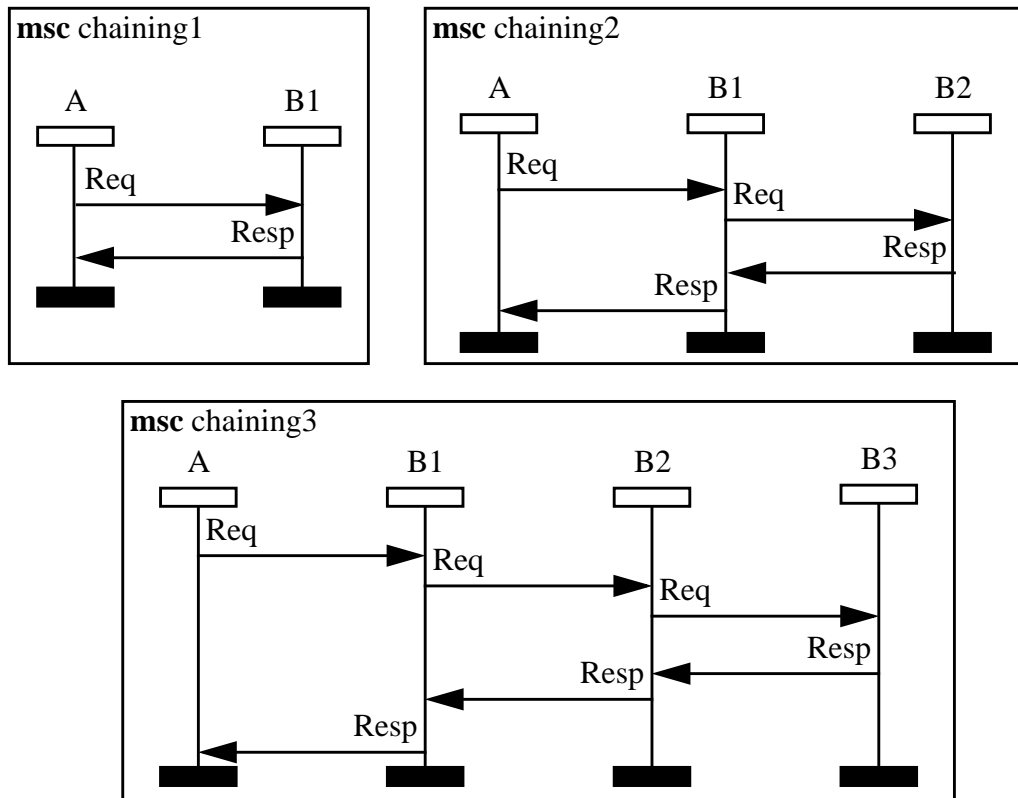 msc chaining1
A B1
Req
Resp
msc chaining2
A B1 B2
Req
Req
Resp
Resp
msc chaining3
A B1 B2 B3
Req
Req
Req
Resp
Resp
Resp